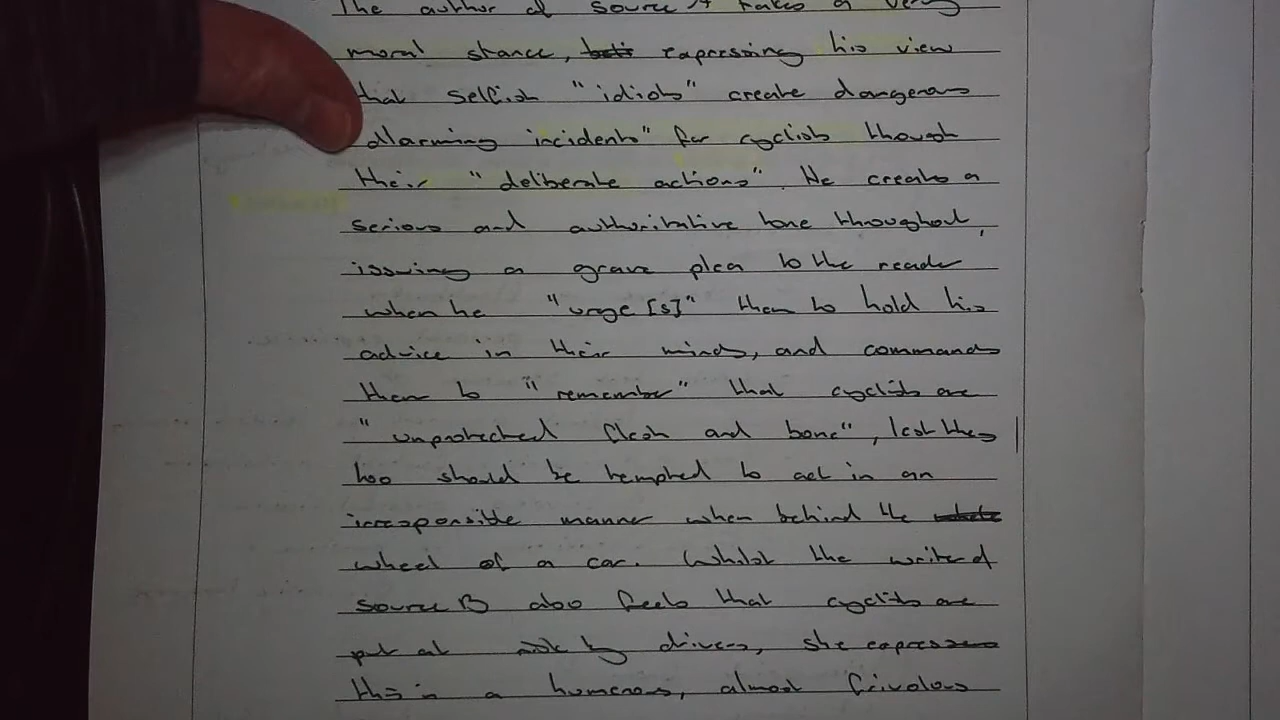 The author of source A takes a very
moral stance, expressing his view
that selfish "idiots" create dangerous
alarming incidents" for cyclists though
their "deliberate actions". He creates a
serious and authoritative tone throughout,
issuing a grave plea to the reader
when he "urge[s]" them to hold his
advice in their minds, and commands
them to "remember" that cyclists are
"unprotected flesh and bone", lest they
too should be tempted to act in an
irresponsible manner when behind the
wheel of a car. Whilst the writer of
source B also feels that cyclists are
put at risk by drivers, she expresses
this in a humorous, almost frivolous